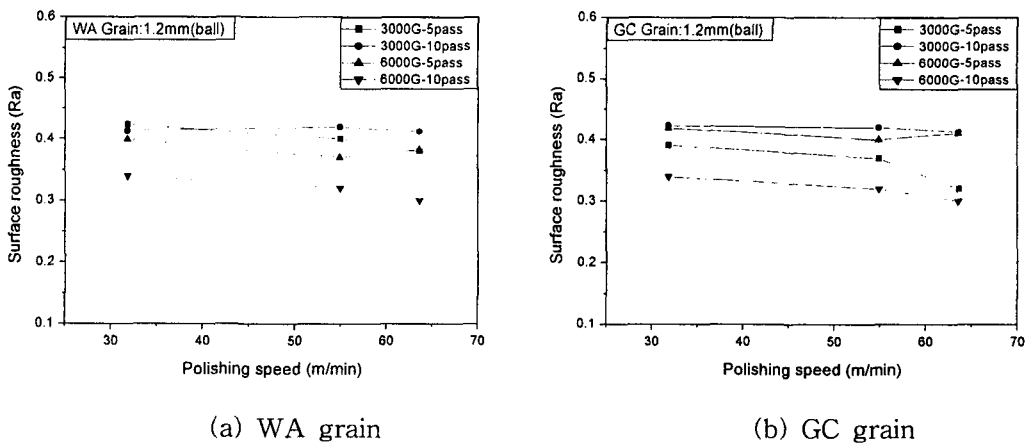 WA Grain:1.2mm(ball)
3000G-5pass
3000G-10pass
6000G-5pass
6000G-10pass
0.6
0.5
0.4
0.3
0.2
0.1
Surface roughness (Ra)
30 40 50 60 70
Polishing speed (m/min)
(a) WA grain
GC Grain:1.2mm(ball)
3000G-5pass
3000G-10pass
6000G-5pass
6000G-10pass
0.6
0.5
0.4
0.3
0.2
0.1
Surface roughness (Ra)
30 40 50 60 70
Polishing speed (m/min)
(b) GC grain